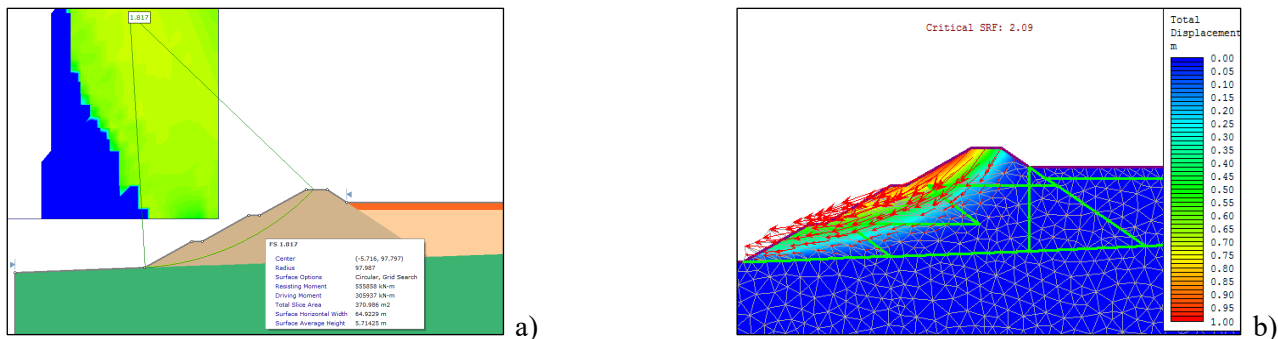 1.817
FS 1.817
Center (-5.716, 97.797)
Radius 97.987
Surface Options Circular, Grid Search
Resisting Moment 555858 kN-m
Driving Moment 305937 kN-m
Total Slice Area 370.986 m2
Surface Horizontal Width 64.9229 m
Surface Average Height 5.71425 m
a)
Critical SRF: 2.09
Total
Displacement
m
0.00
0.05
0.10
0.15
0.20
0.25
0.30
0.35
0.40
0.45
0.50
0.55
0.60
0.65
0.70
0.75
0.80
0.85
0.90
0.95
1.00
b)